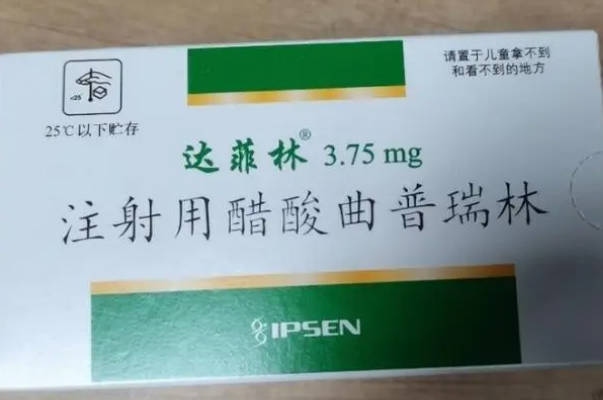 请置于儿童拿不到
和看不到的地方
<25
25℃以下贮存
达菲林® 3.75 mg
注射用醋酸曲普瑞林
IPSEN